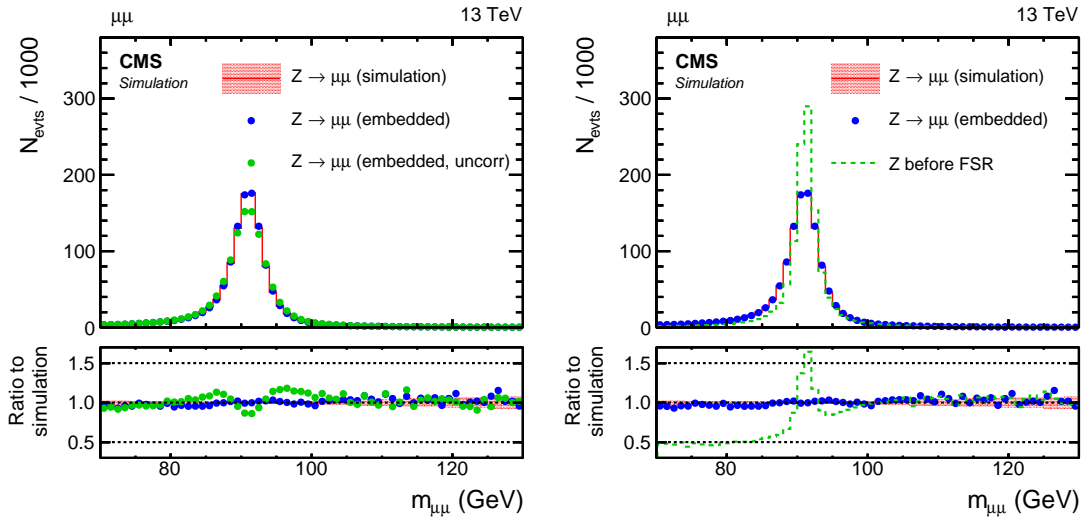 μμ 13 TeV
CMS
Simulation
Z → μμ (simulation)
Z → μμ (embedded)
Z → μμ (embedded, uncorr)
N_evts / 1000
300
200
100
0
Ratio to
simulation
1.5
1.0
0.5
80 100 120
m_μμ (GeV)
μμ 13 TeV
CMS
Simulation
Z → μμ (simulation)
Z → μμ (embedded)
Z before FSR
N_evts / 1000
300
200
100
0
Ratio to
simulation
1.5
1.0
0.5
80 100 120
m_μμ (GeV)